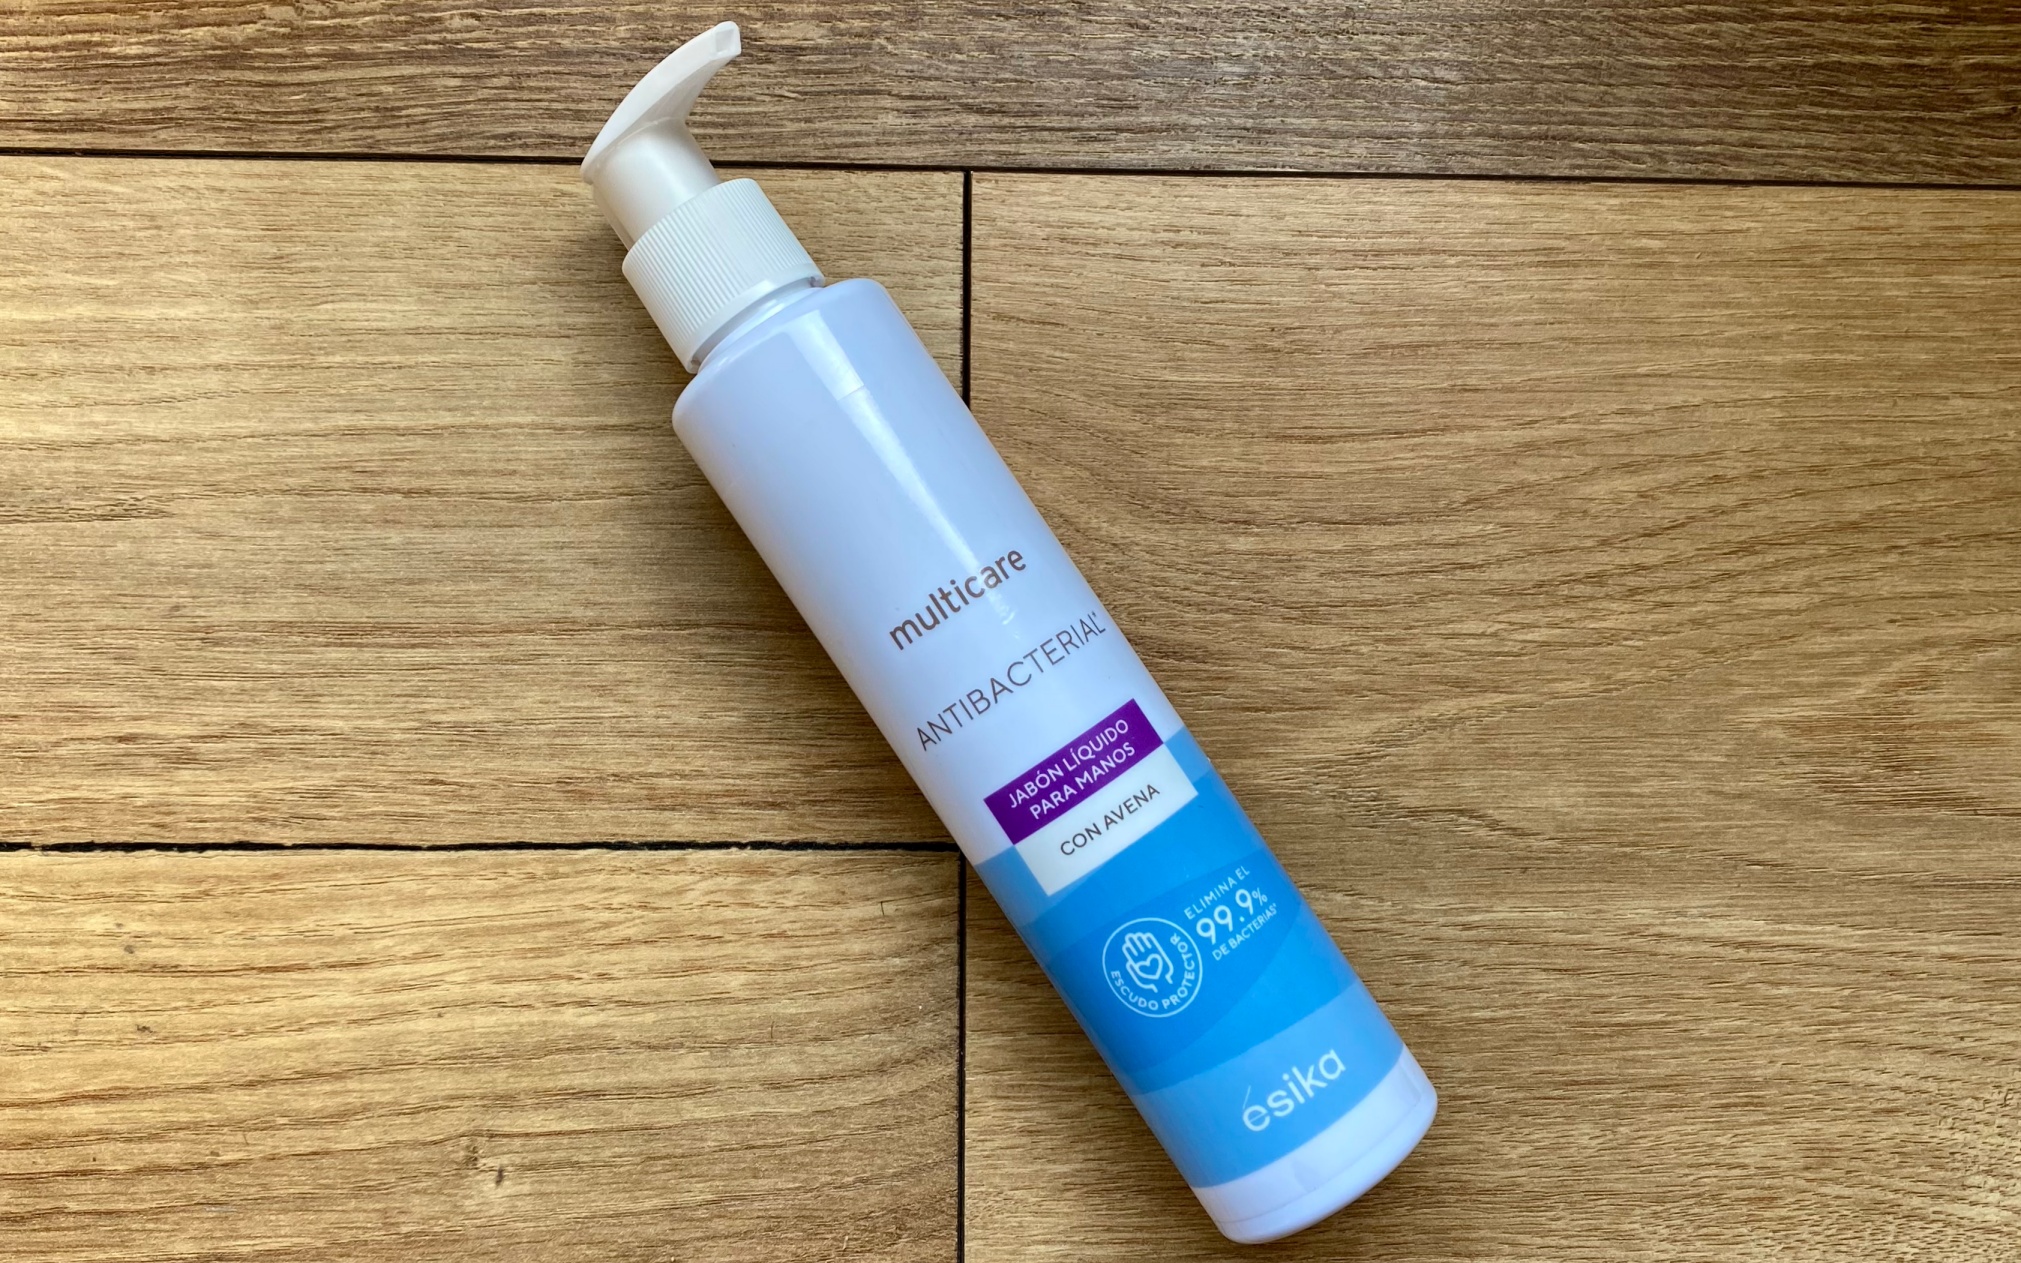 multicare
ANTIBACTERIAL*
JABÓN LÍQUIDO
PARA MANOS
CON AVENA
ESCUDO PROTECTOR
ELIMINA EL
99.9%
DE BACTERIAS*
ésika